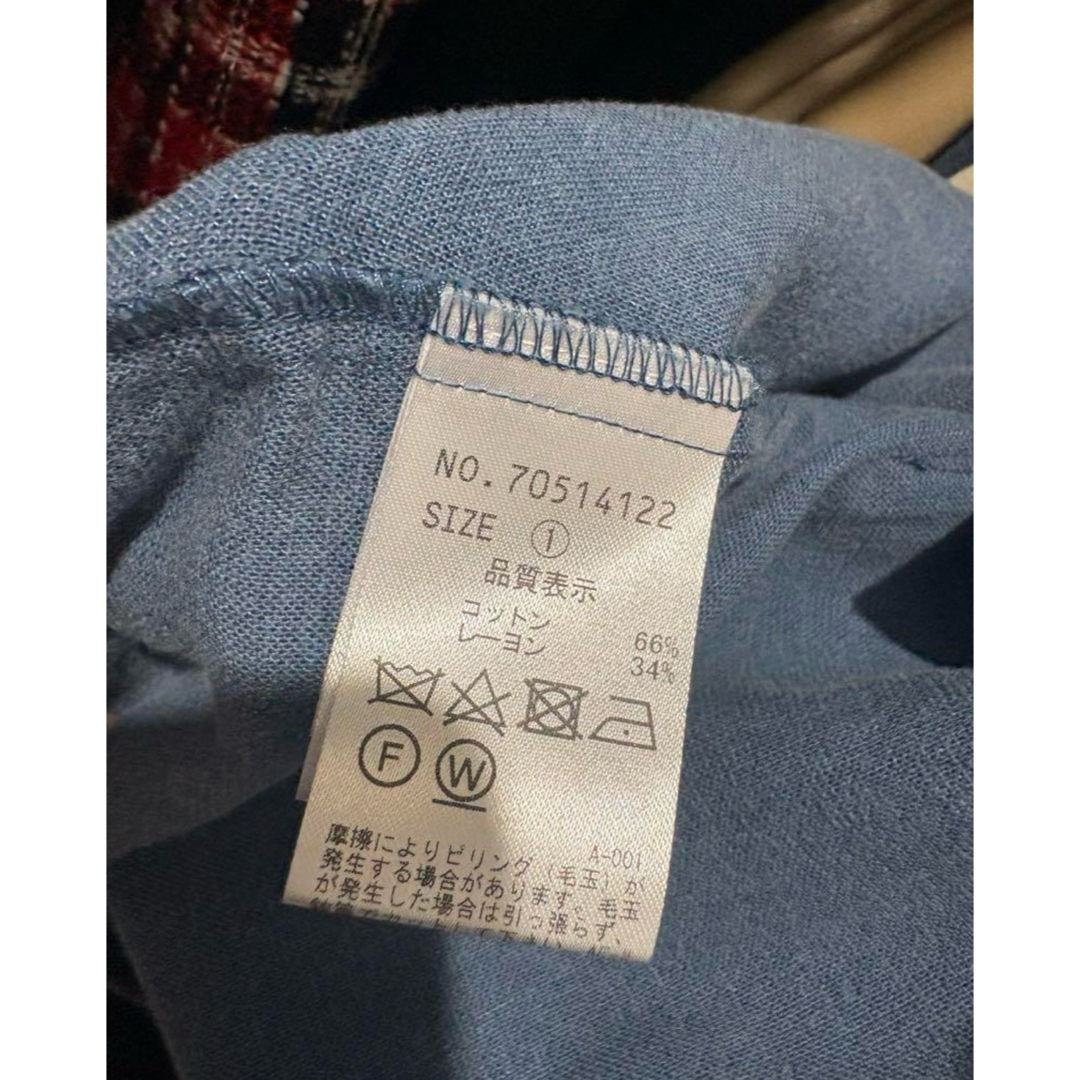 NO.70514122
SIZE ①
品質表示
コットン 66%
レーヨン 34%
F W
A-001
摩擦によりピリング(毛玉)が
発生する場合があります。毛玉
が発生した場合は引っ張らず、